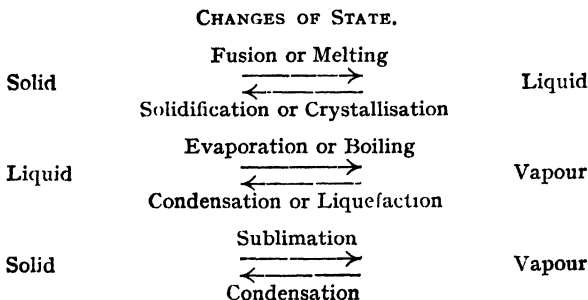 CHANGES OF STATE.
Fusion or Melting
Solid Liquid
Solidification or Crystallisation
Evaporation or Boiling
Liquid Vapour
Condensation or Liquefaction
Sublimation
Solid Vapour
Condensation